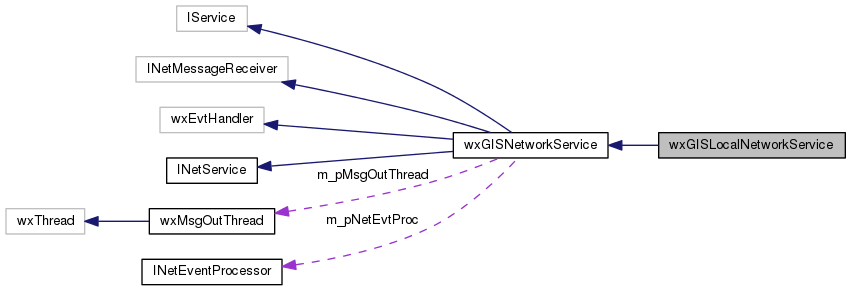 IService
INetMessageReceiver
wxEvtHandler
wxGISNetworkService
wxGISLocalNetworkService
INetService
m_pMsgOutThread
wxThread
wxMsgOutThread
m_pNetEvtProc
INetEventProcessor